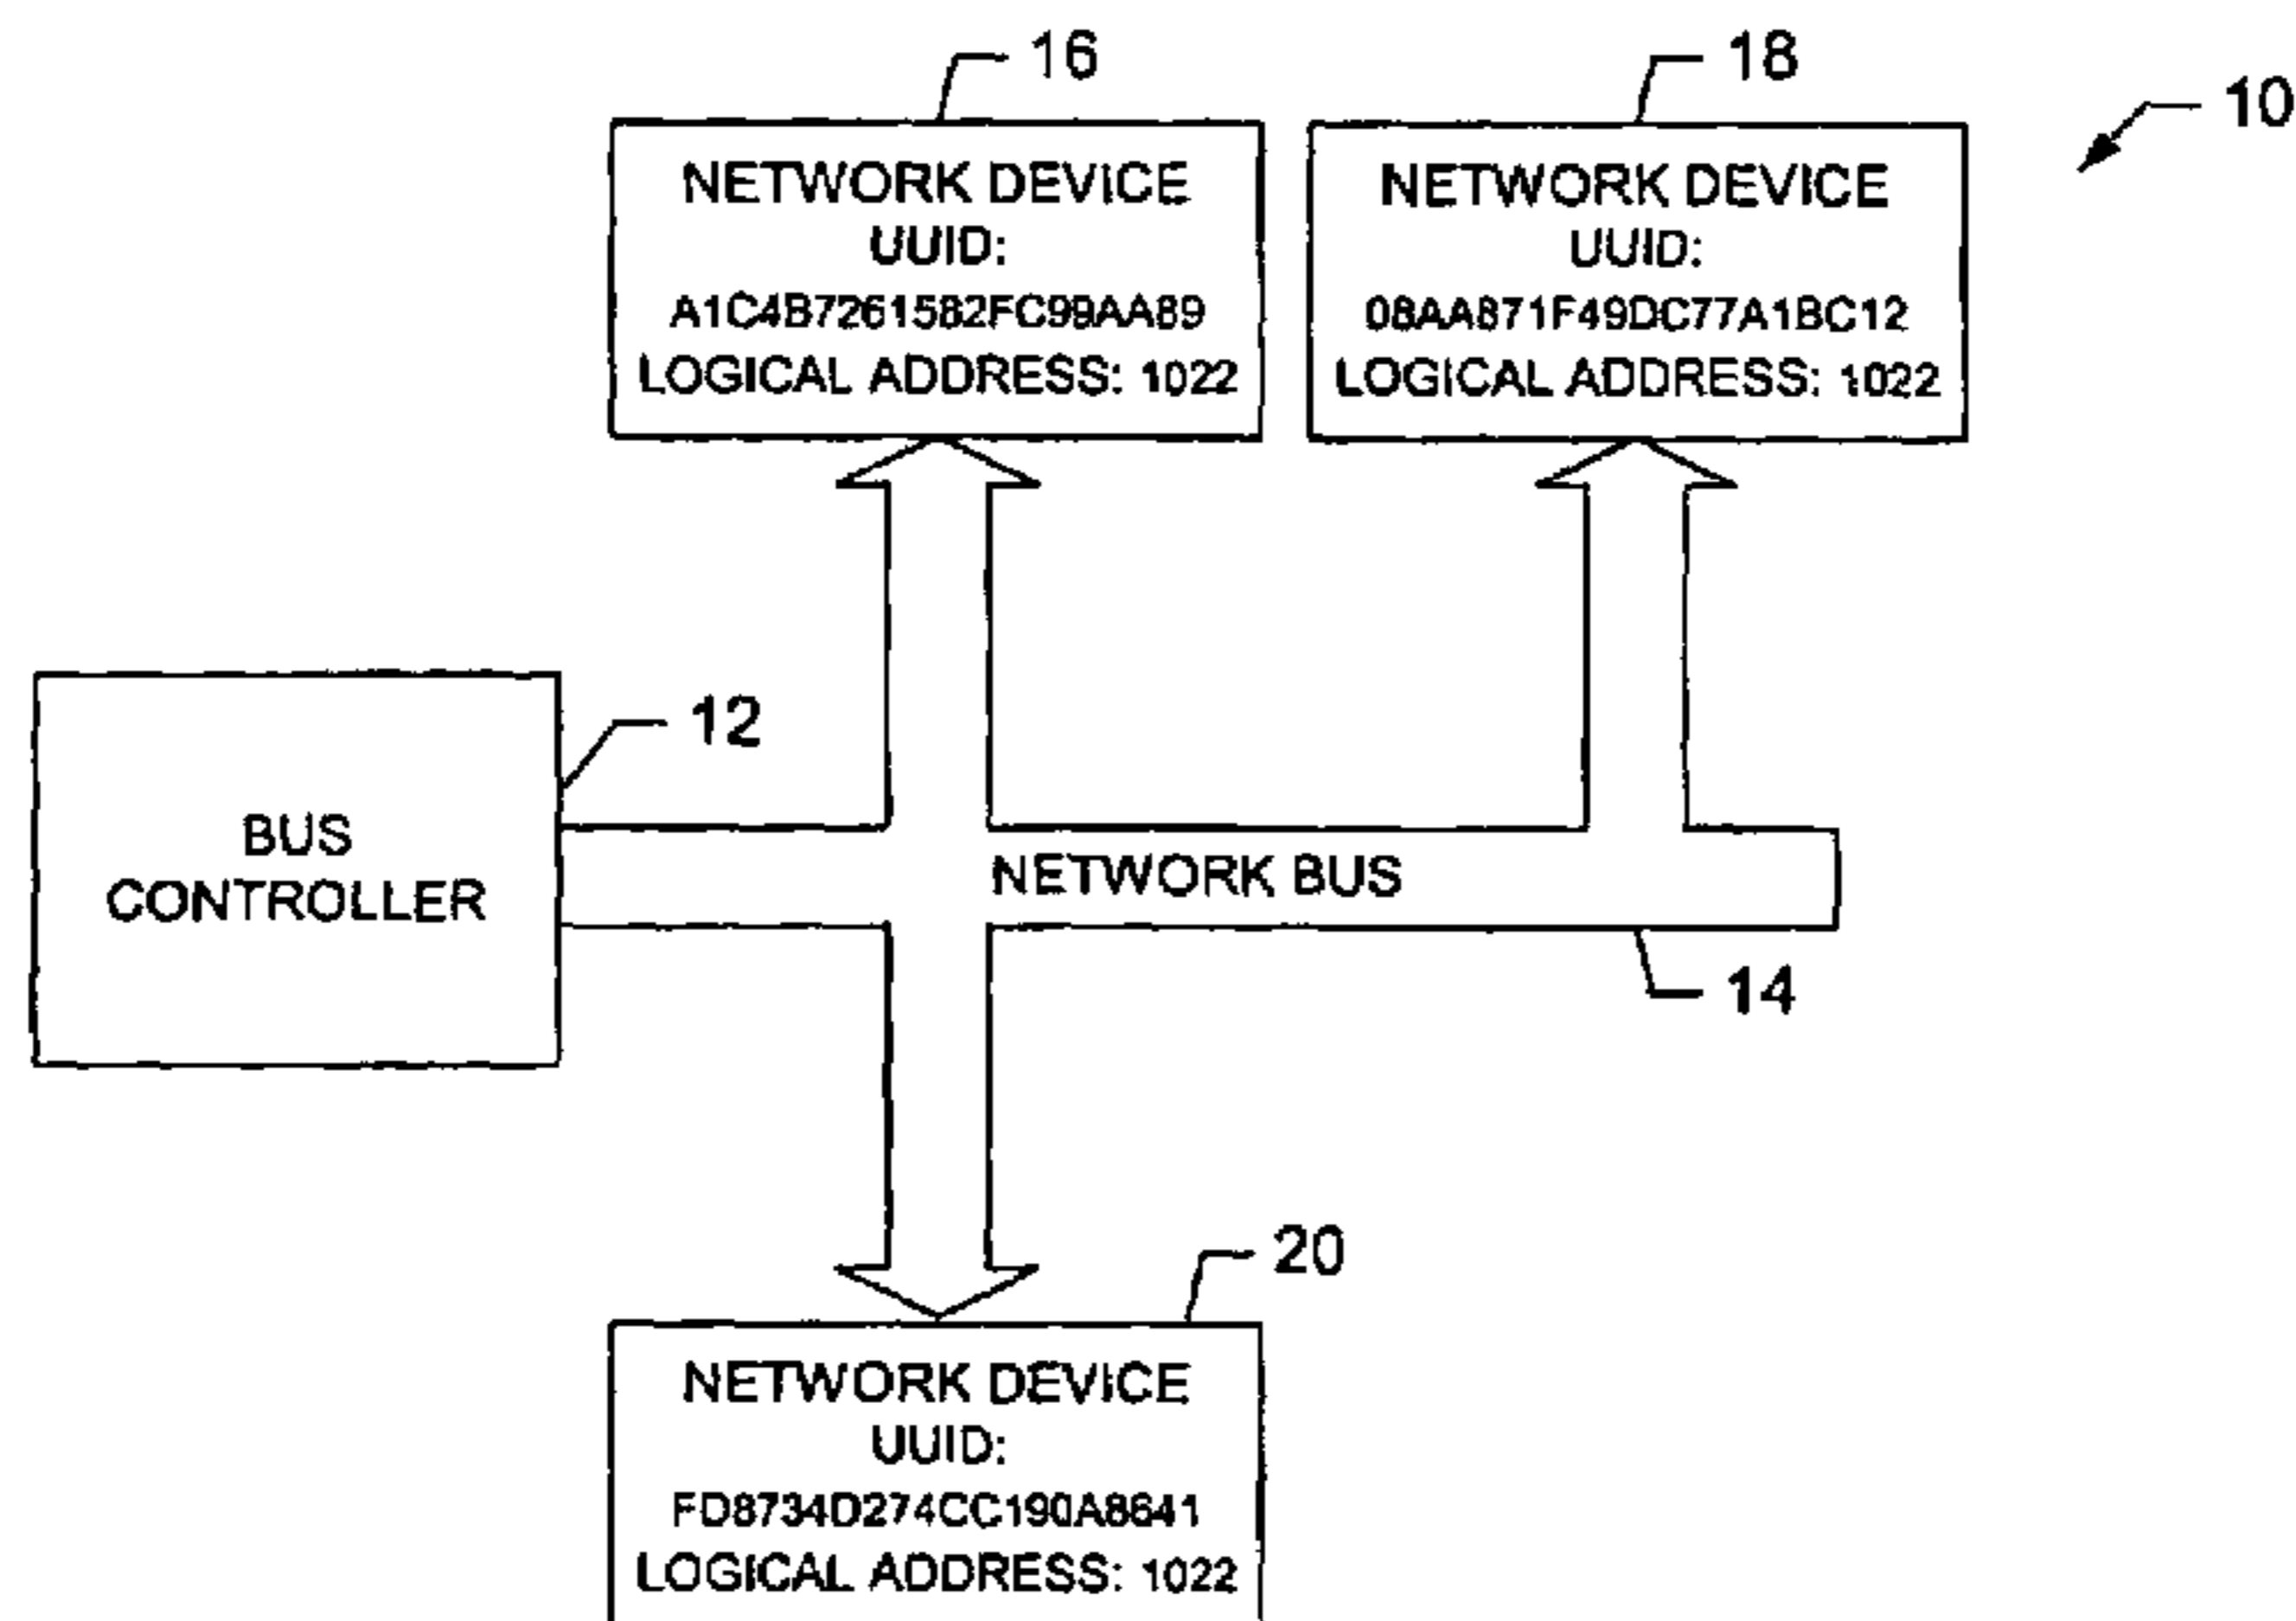 16
18
10
NETWORK DEVICE
UUID:
A1C4B7261582FC99AA89
LOGICAL ADDRESS: 1022
NETWORK DEVICE
UUID:
08AA871F49DC77A1BC12
LOGICAL ADDRESS: 1022
12
BUS
CONTROLLER
NETWORK BUS
14
20
NETWORK DEVICE
UUID:
FD8734D274CC190A8641
LOGICAL ADDRESS: 1022